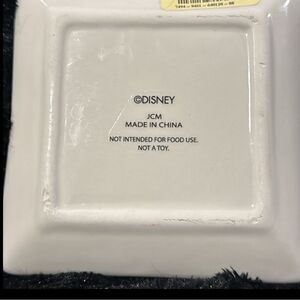 ©DISNEY
JCM
MADE IN CHINA
NOT INTENDED FOR FOOD USE.
NOT A TOY.